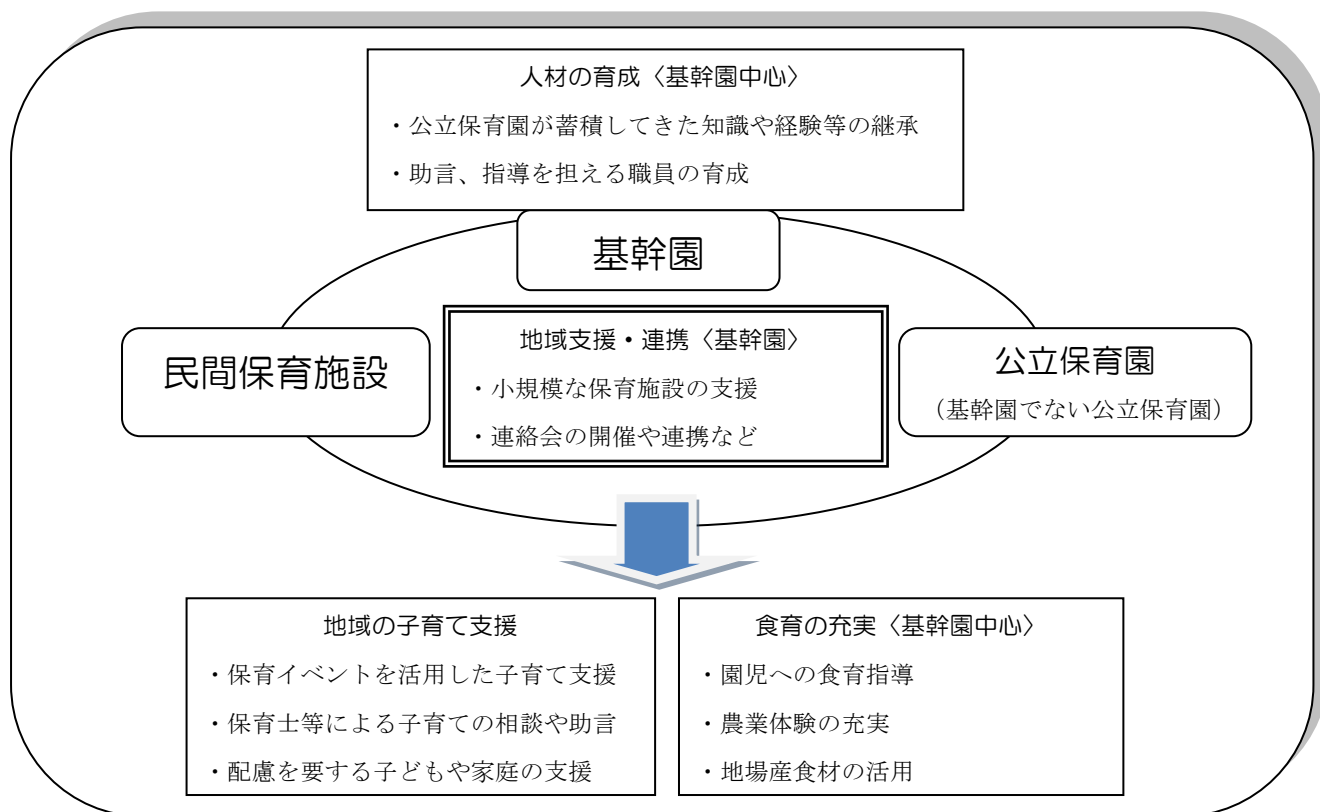 人材の育成〈基幹園中心〉
・公立保育園が蓄積してきた知識や経験等の継承
・助言、指導を担える職員の育成
基幹園
民間保育施設
地域支援・連携〈基幹園〉
・小規模な保育施設の支援
・連絡会の開催や連携など
公立保育園
（基幹園でない公立保育園）
地域の子育て支援
・保育イベントを活用した子育て支援
・保育士等による子育ての相談や助言
・配慮を要する子どもや家庭の支援
食育の充実〈基幹園中心〉
・園児への食育指導
・農業体験の充実
・地場産食材の活用